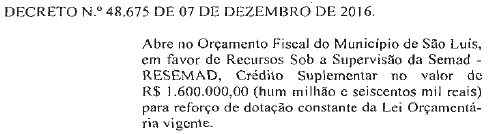 DECRETO N.º 48.675 DE 07 DE DEZEMBRO DE 2016.
Abre no Orçamento Fiscal do Município de São Luís,
em favor de Recursos Sob a Supervisão da Semad -
RESEMAD, Crédito Suplementar no valor de
R$ 1.600.000,00 (hum milhão e seiscentos mil reais)
para reforço de dotação constante da Lei Orçamentá-
ria vigente.